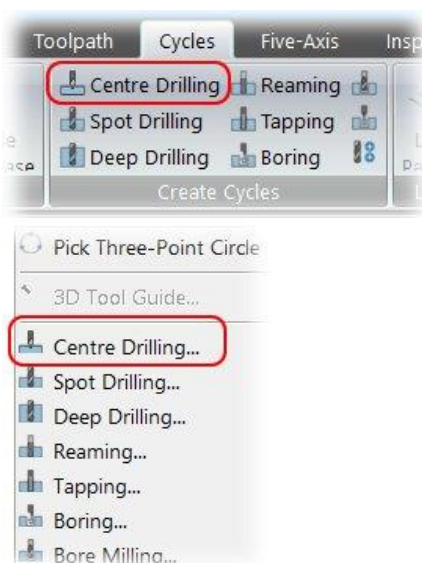 Toolpath Cycles Five-Axis Insp
Centre Drilling Reaming
Spot Drilling Tapping
Deep Drilling Boring
Create Cycles
Pick Three-Point Circle
3D Tool Guide...
Centre Drilling...
Spot Drilling...
Deep Drilling...
Reaming...
Tapping...
Boring...
Bore Milling...